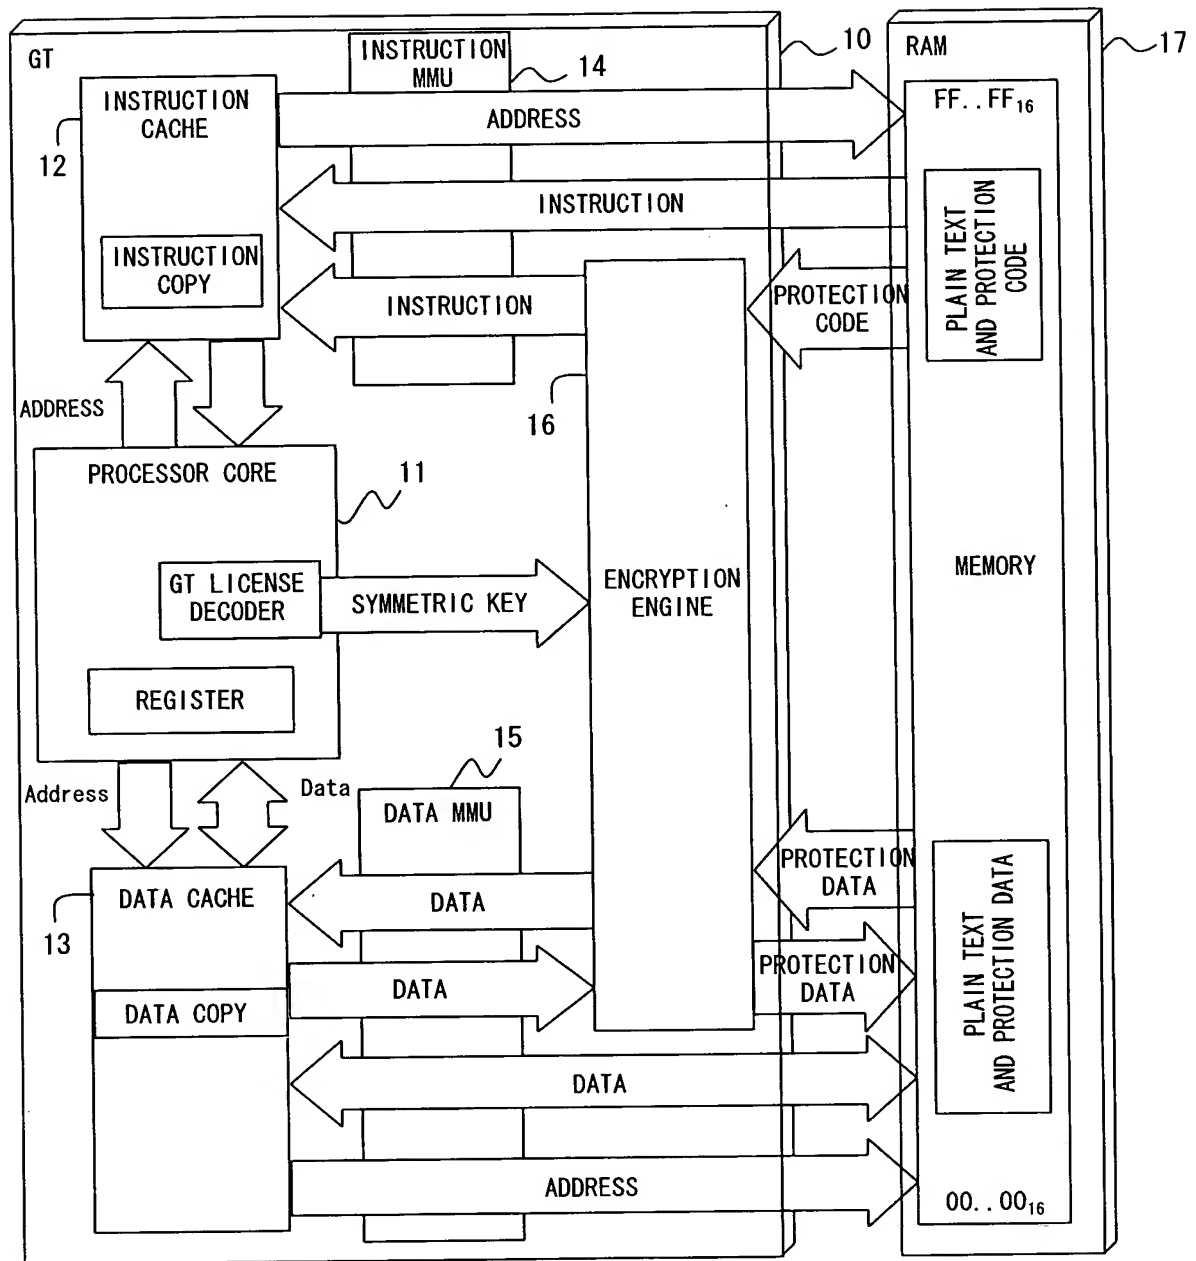 GT
INSTRUCTION
MMU
14
10
RAM
17
INSTRUCTION
CACHE
12
ADDRESS
FF..FF16
INSTRUCTION
PLAIN TEXT
AND PROTECTION
CODE
INSTRUCTION
COPY
INSTRUCTION
PROTECTION
CODE
ADDRESS
16
PROCESSOR CORE
11
GT LICENSE
DECODER
SYMMETRIC KEY
ENCRYPTION
ENGINE
MEMORY
REGISTER
15
Address
Data
DATA MMU
PROTECTION
DATA
PLAIN TEXT
AND PROTECTION DATA
DATA CACHE
13
DATA
DATA
PROTECTION
DATA
DATA COPY
DATA
ADDRESS
00..0016